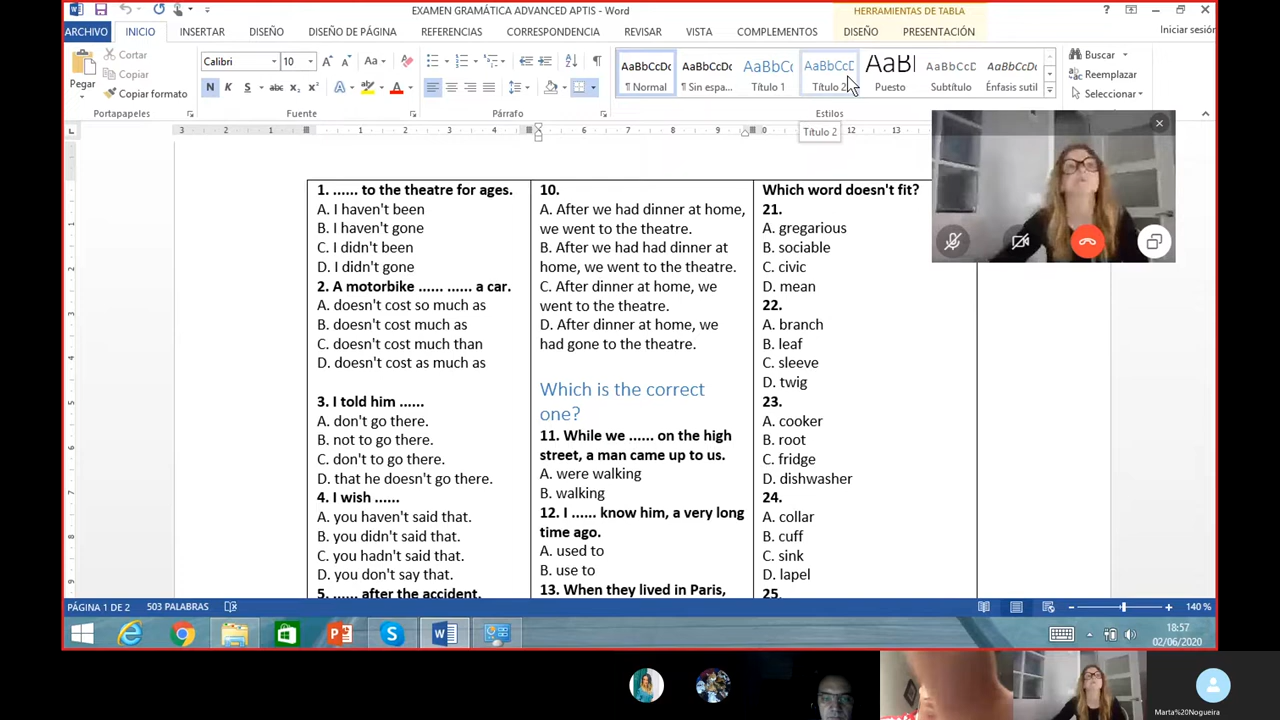 EXAMEN GRAMÁTICA ADVANCED APTIS - Word
HERRAMIENTAS DE TABLA
ARCHIVO INICIO INSERTAR DISEÑO DISEÑO DE PÁGINA REFERENCIAS CORRESPONDENCIA REVISAR VISTA COMPLEMENTOS DISEÑO PRESENTACIÓN Iniciar sesión
Pegar
Cortar
Copiar
Copiar formato
Portapapeles
Calibri 10
Fuente
Párrafo
¶ Normal
¶ Sin espa...
Título 1
Título 2
Puesto
Subtítulo
Énfasis sutil
Estilos
Buscar
Reemplazar
Seleccionar
Título 2
1. ...... to the theatre for ages.
A. I haven't been
B. I haven't gone
C. I didn't been
D. I didn't gone
2. A motorbike ...... ...... a car.
A. doesn't cost so much as
B. doesn't cost much as
C. doesn't cost much than
D. doesn't cost as much as
3. I told him ......
A. don't go there.
B. not to go there.
C. don't to go there.
D. that he doesn't go there.
4. I wish ......
A. you haven't said that.
B. you didn't said that.
C. you hadn't said that.
D. you don't say that.
5. ...... after the accident.
10.
A. After we had dinner at home,
we went to the theatre.
B. After we had had dinner at
home, we went to the theatre.
C. After dinner at home, we
went to the theatre.
D. After dinner at home, we
had gone to the theatre.
Which is the correct
one?
11. While we ...... on the high
street, a man came up to us.
A. were walking
B. walking
12. I ...... know him, a very long
time ago.
A. used to
B. use to
13. When they lived in Paris,
Which word doesn't fit?
21.
A. gregarious
B. sociable
C. civic
D. mean
22.
A. branch
B. leaf
C. sleeve
D. twig
23.
A. cooker
B. root
C. fridge
D. dishwasher
24.
A. collar
B. cuff
C. sink
D. lapel
25.
PÁGINA 1 DE 2 503 PALABRAS 140 %
18:57
02/06/2020
Marta%20Nogueira